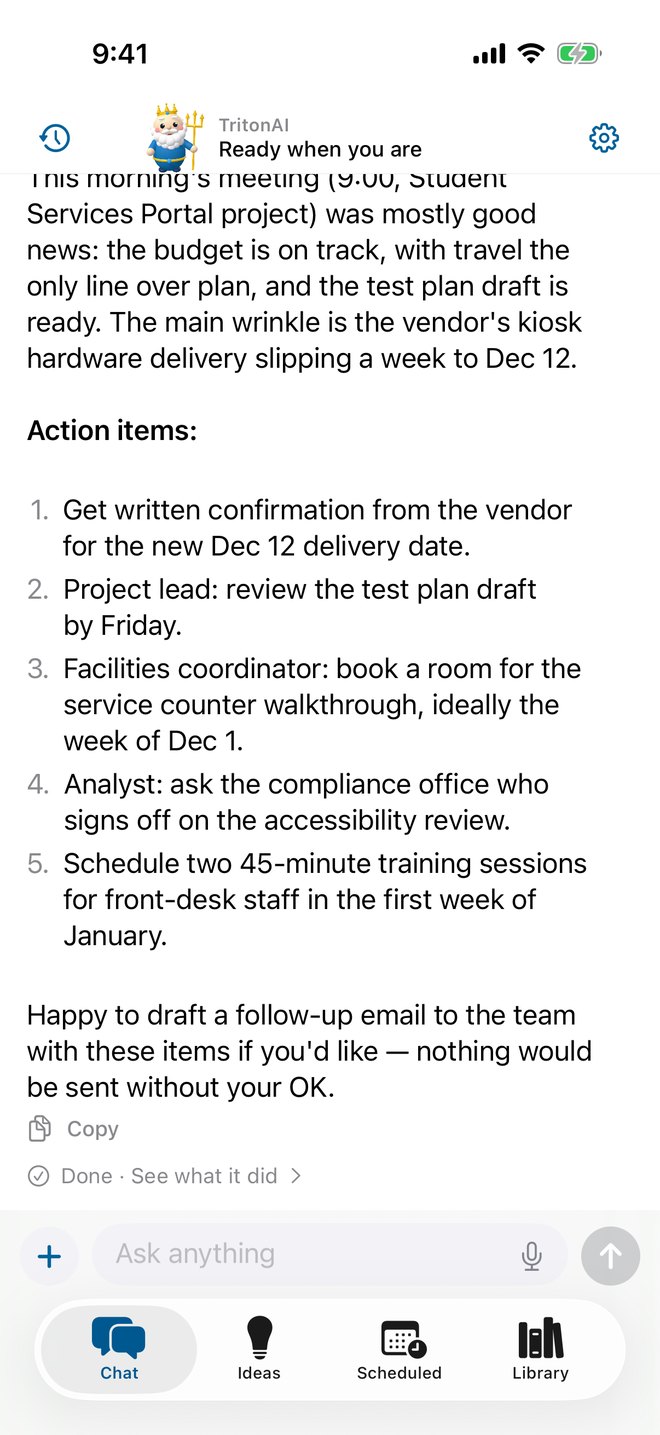 9:41
TritonAI
Ready when you are
This morning's meeting (9:00, Student
Services Portal project) was mostly good
news: the budget is on track, with travel the
only line over plan, and the test plan draft is
ready. The main wrinkle is the vendor's kiosk
hardware delivery slipping a week to Dec 12.
Action items:
1. Get written confirmation from the vendor
for the new Dec 12 delivery date.
2. Project lead: review the test plan draft
by Friday.
3. Facilities coordinator: book a room for the
service counter walkthrough, ideally the
week of Dec 1.
4. Analyst: ask the compliance office who
signs off on the accessibility review.
5. Schedule two 45-minute training sessions
for front-desk staff in the first week of
January.
Happy to draft a follow-up email to the team
with these items if you'd like — nothing would
be sent without your OK.
Copy
Done · See what it did
Ask anything
Chat
Ideas
Scheduled
Library